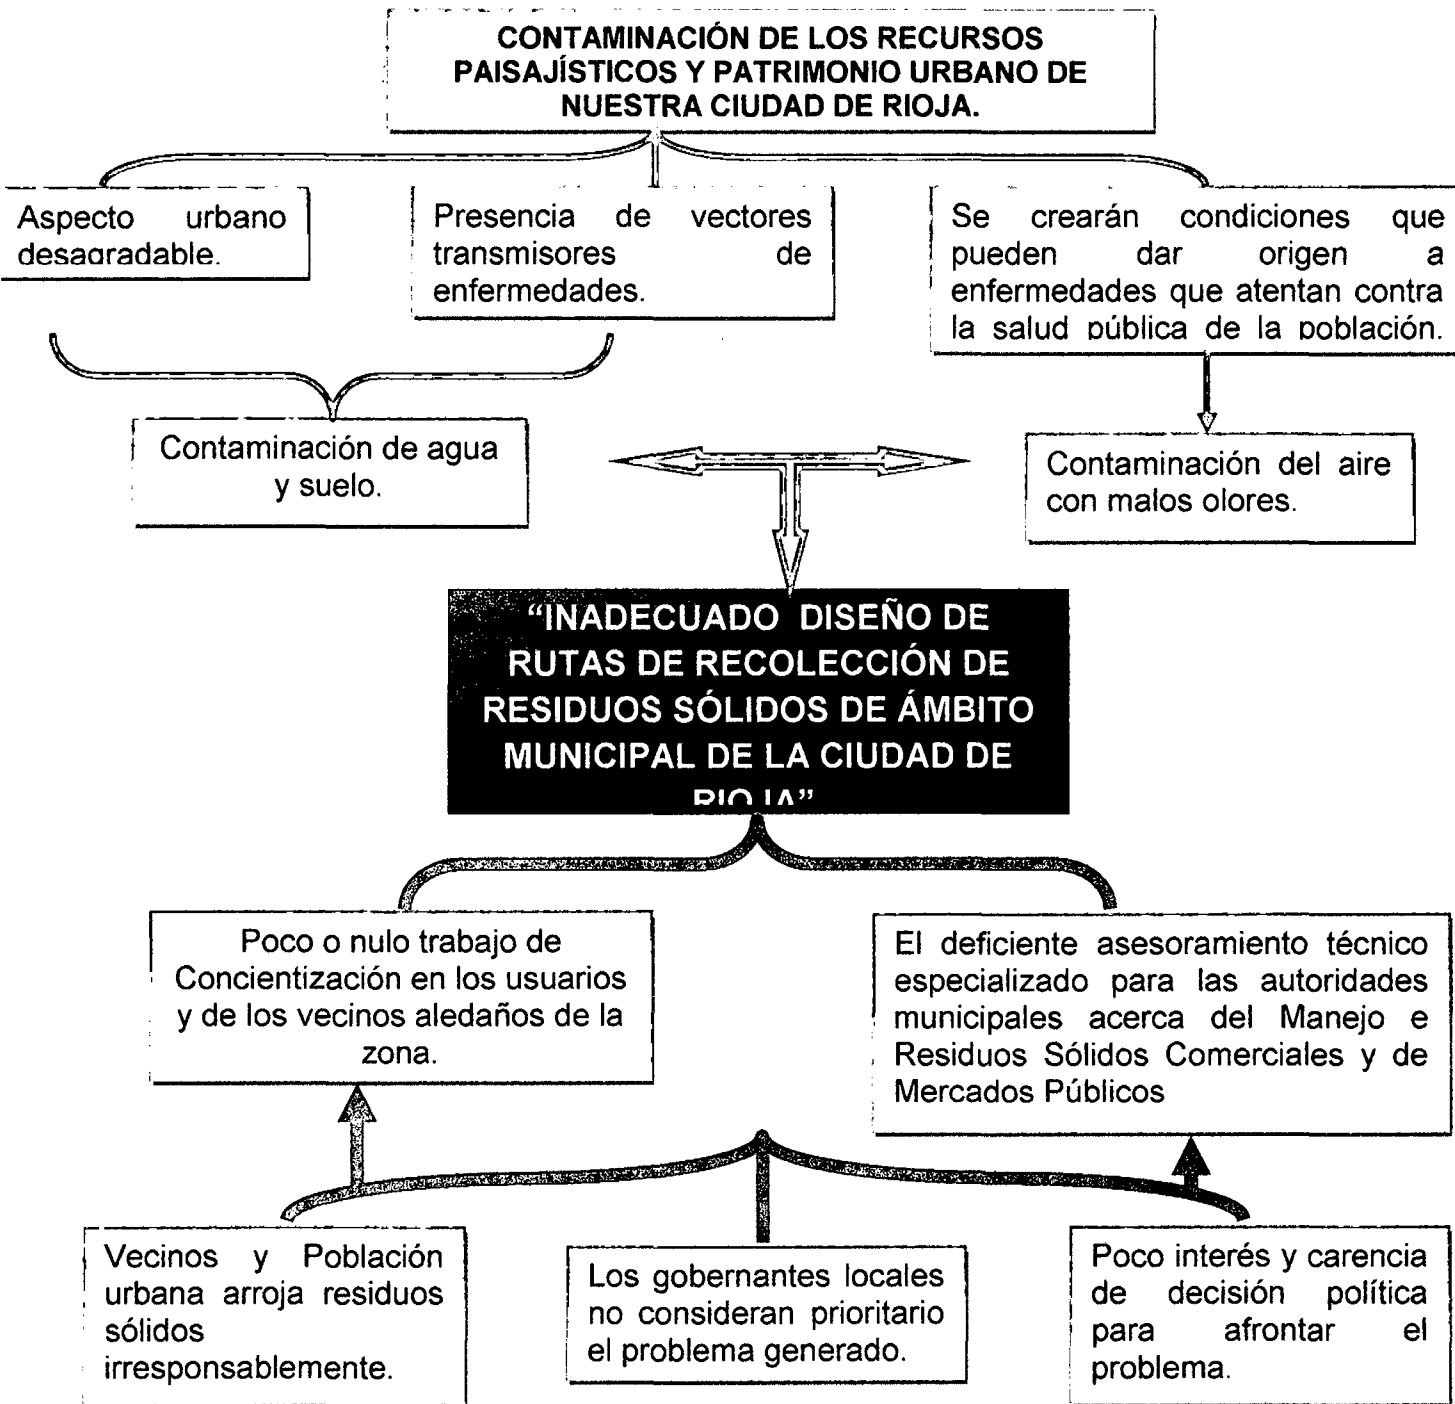 CONTAMINACIÓN DE LOS RECURSOS
PAISAJÍSTICOS Y PATRIMONIO URBANO DE
NUESTRA CIUDAD DE RIOJA.
Aspecto urbano
desagradable.
Presencia de vectores
transmisores de
enfermedades.
Se crearán condiciones que
pueden dar origen a
enfermedades que atentan contra
la salud pública de la población.
Contaminación de agua
y suelo.
Contaminación del aire
con malos olores.
“INADECUADO DISEÑO DE
RUTAS DE RECOLECCIÓN DE
RESIDUOS SÓLIDOS DE ÁMBITO
MUNICIPAL DE LA CIUDAD DE
RIOJA”
Poco o nulo trabajo de
Concientización en los usuarios
y de los vecinos aledaños de la
zona.
El deficiente asesoramiento técnico
especializado para las autoridades
municipales acerca del Manejo e
Residuos Sólidos Comerciales y de
Mercados Públicos
Vecinos y Población
urbana arroja residuos
sólidos
irresponsablemente.
Los gobernantes locales
no consideran prioritario
el problema generado.
Poco interés y carencia
de decisión política
para afrontar el
problema.